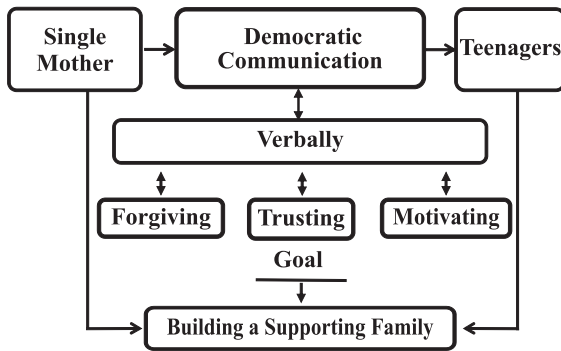 Single
Mother
Democratic
Communication
Teenagers
Verbally
Forgiving
Trusting
Motivating
Goal
Building a Supporting Family